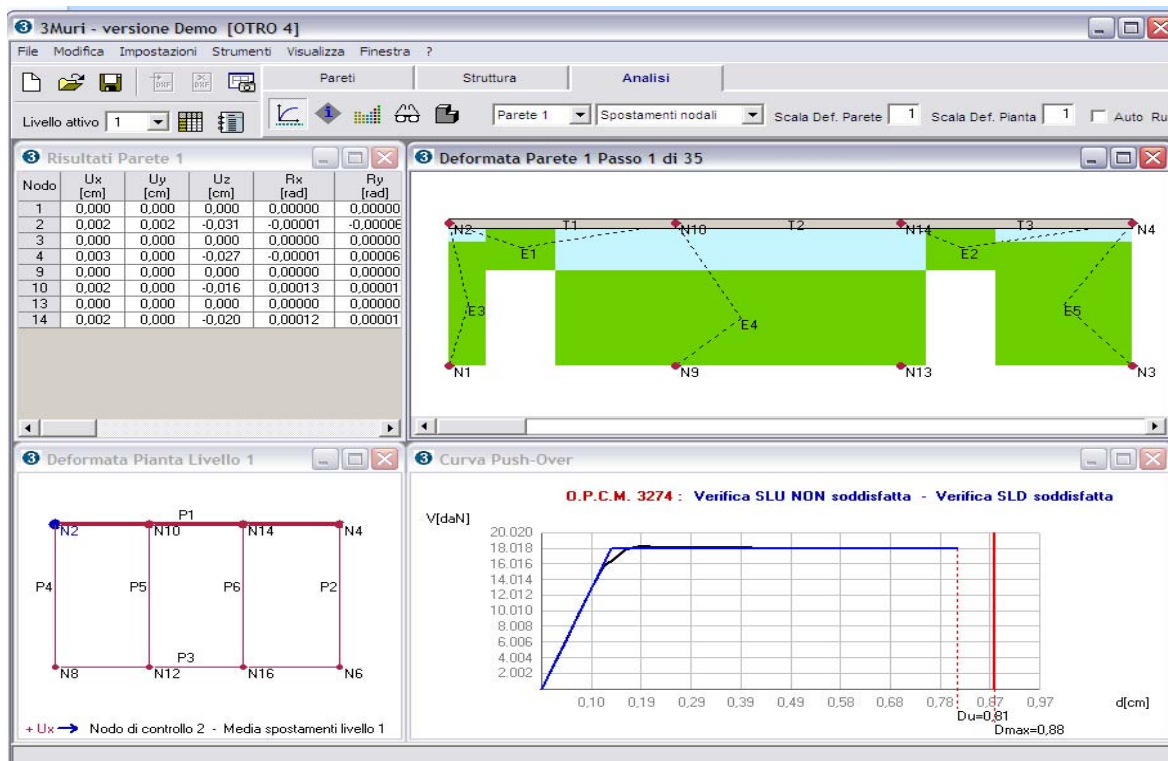 3Muri - versione Demo [OTRO 4]
File Modifica Impostazioni Strumenti Visualizza Finestra ?
Pareti Struttura Analisi
DXF DXF
Livello attivo 1 Parete 1 Spostamenti nodali Scala Def. Parete 1 Scala Def. Pianta 1 Auto Ru
Risultati Parete 1
Nodo Ux [cm] Uy [cm] Uz [cm] Rx [rad] Ry [rad]
1 0,000 0,000 0,000 0,00000 0,00000
2 0,002 0,002 -0,031 -0,00001 -0,00006
3 0,000 0,000 0,000 0,00000 0,00000
4 0,003 0,000 -0,027 -0,00001 0,00006
9 0,000 0,000 0,000 0,00000 0,00000
10 0,002 0,000 -0,016 0,00013 0,00001
13 0,000 0,000 0,000 0,00000 0,00000
14 0,002 0,000 -0,020 0,00012 0,00001
Deformata Parete 1 Passo 1 di 35
N2 T1 N10 T2 N14 T3 N4
E1 E2
E3 E4 E5
N1 N9 N13 N3
Deformata Pianta Livello 1
P1
N2 N10 N14 N4
P4 P5 P6 P2
P3
N8 N12 N16 N6
+ Ux Nodo di controllo 2 - Media spostamenti livello 1
Curva Push-Over
O.P.C.M. 3274 : Verifica SLU NON soddisfatta - Verifica SLD soddisfatta
V[daN]
20.020
18.018
16.016
14.014
12.012
10.010
8.008
6.006
4.004
2.002
0,10 0,19 0,29 0,39 0,49 0,58 0,68 0,78 0,87 0,97 d[cm]
Du=0,81
Dmax=0,88